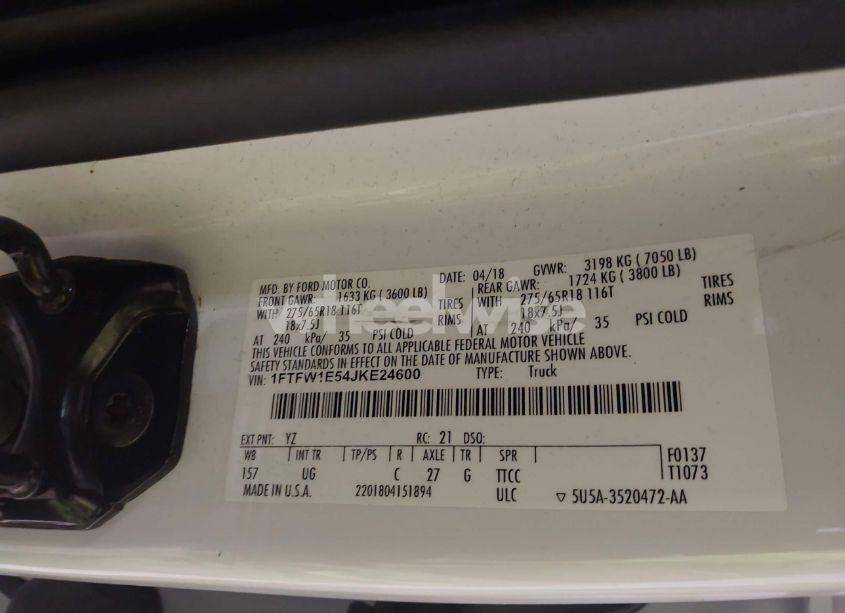 MFD. BY FORD MOTOR CO. DATE: 04/18 GVWR: 3198 KG ( 7050 LB)
FRONT GAWR: 1633 KG ( 3600 LB) REAR GAWR: 1724 KG ( 3800 LB)
WITH 275/65R18 116T TIRES WITH 275/65R18 116T TIRES
18x7.5J RIMS 18x7.5J RIMS
AT 240 kPa/ 35 PSI COLD AT 240 kPa/ 35 PSI COLD
THIS VEHICLE CONFORMS TO ALL APPLICABLE FEDERAL MOTOR VEHICLE
SAFETY STANDARDS IN EFFECT ON THE DATE OF MANUFACTURE SHOWN ABOVE.
VIN: 1FTFW1E54JKE24600 TYPE: Truck
EXT PNT: YZ RC: 21 DSO:
WB INT TR TP/PS R AXLE TR SPR F0137
157 UG C 27 G TTCC T1073
MADE IN U.S.A. 2201804151894 ULC ▽ 5U5A-3520472-AA
wheelwise